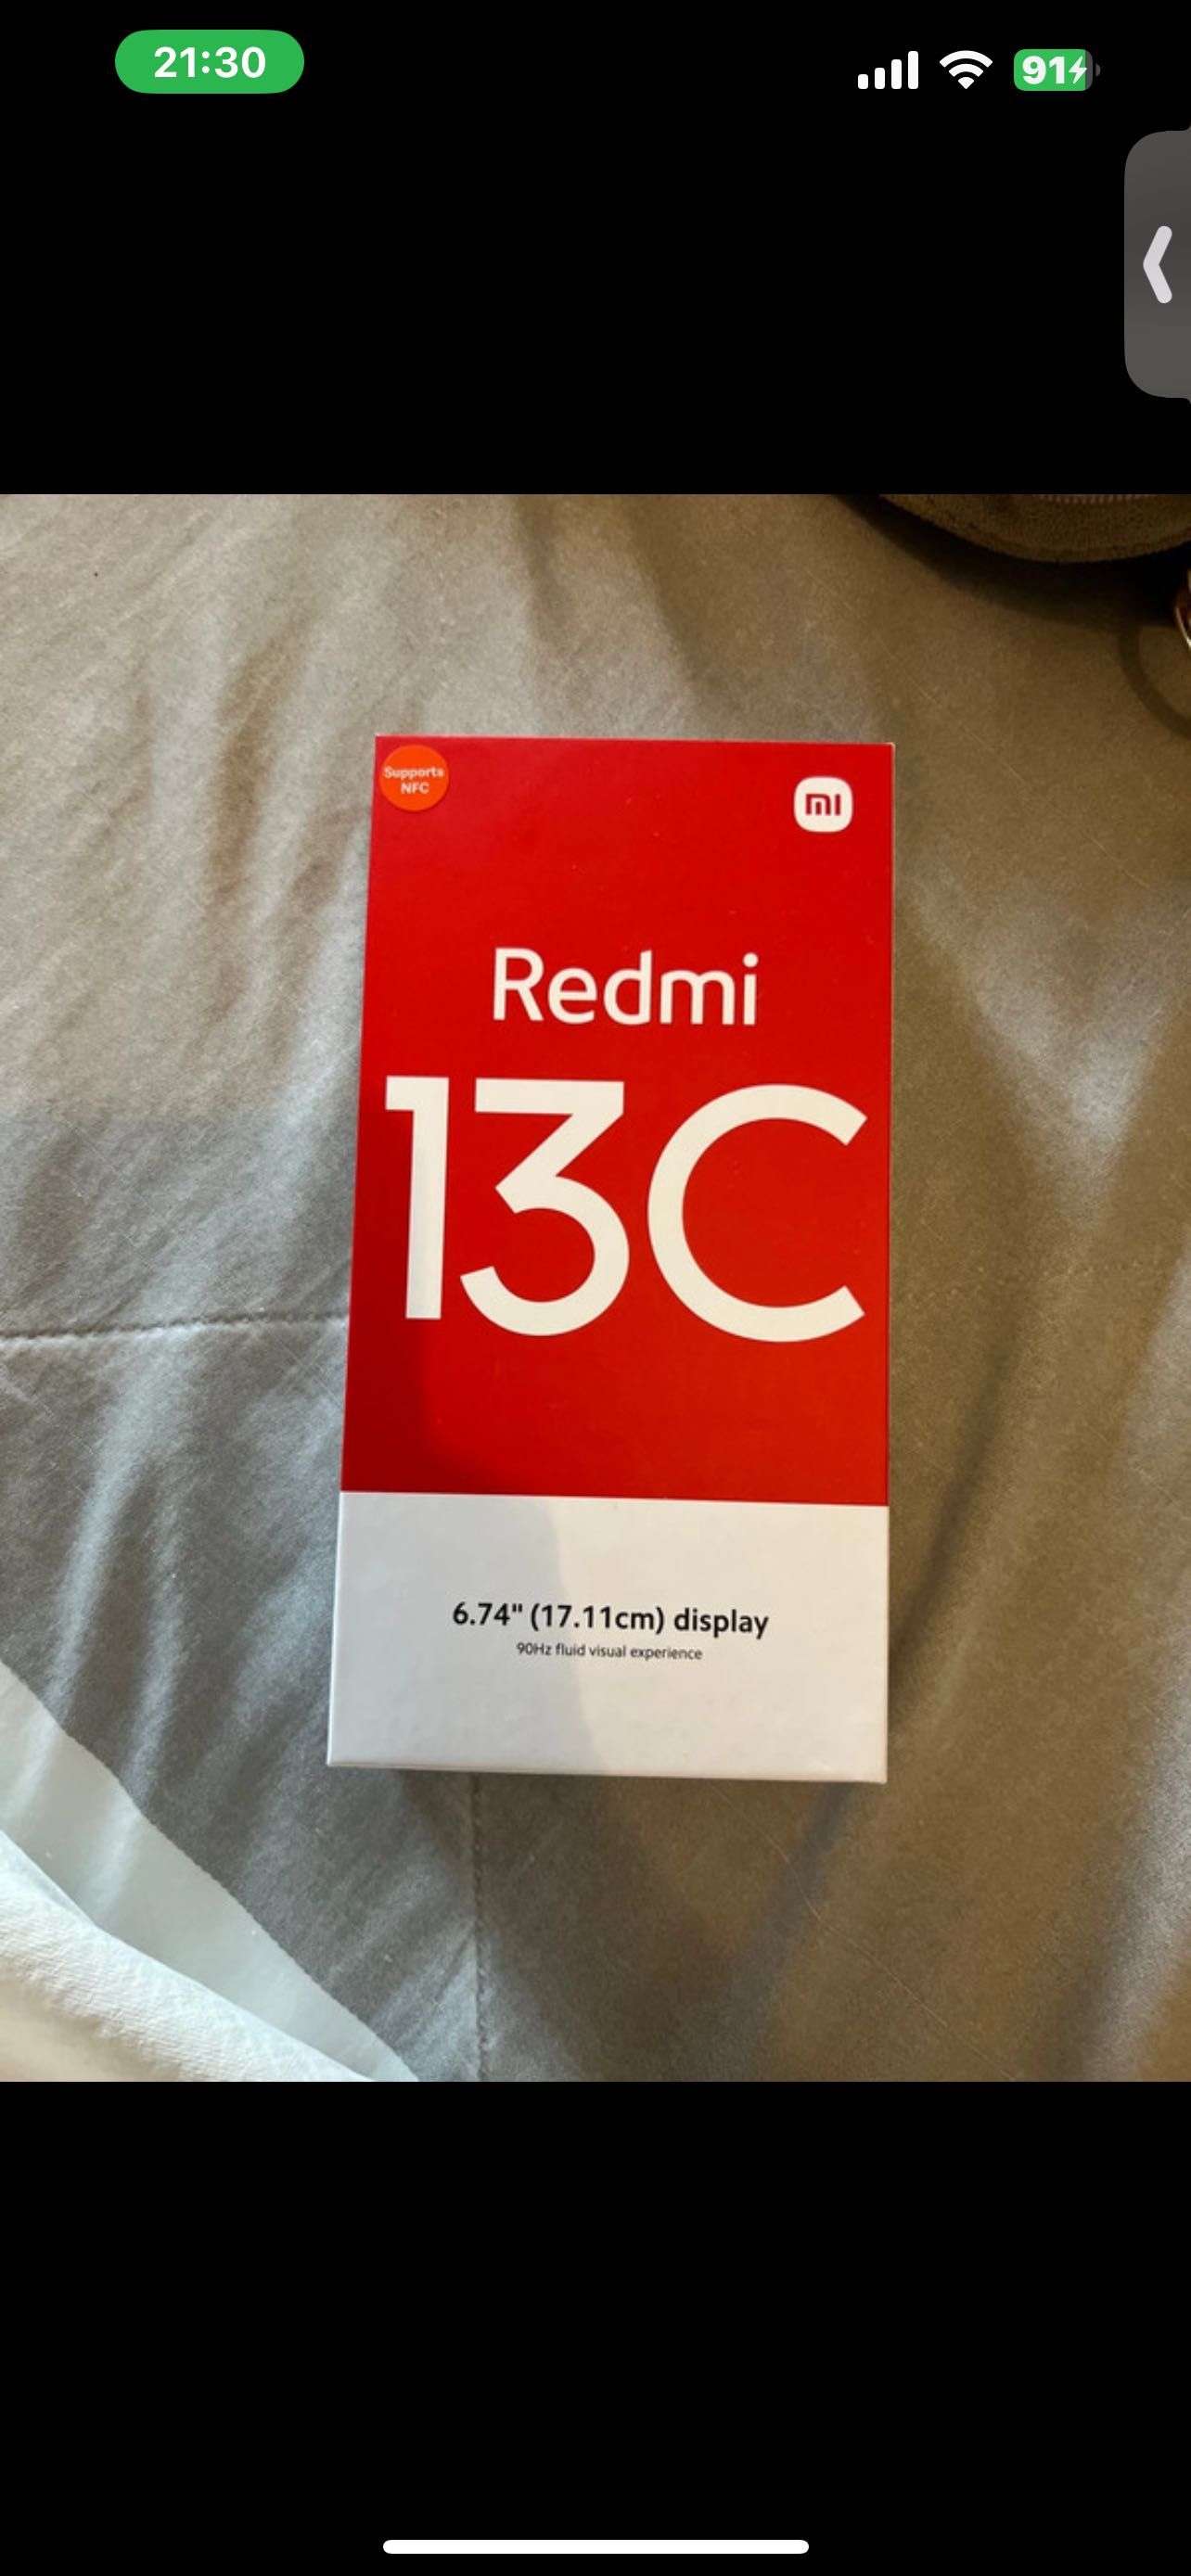 21:30
91
Supports
NFC
mi
Redmi
13C
6.74" (17.11cm) display
90Hz fluid visual experience